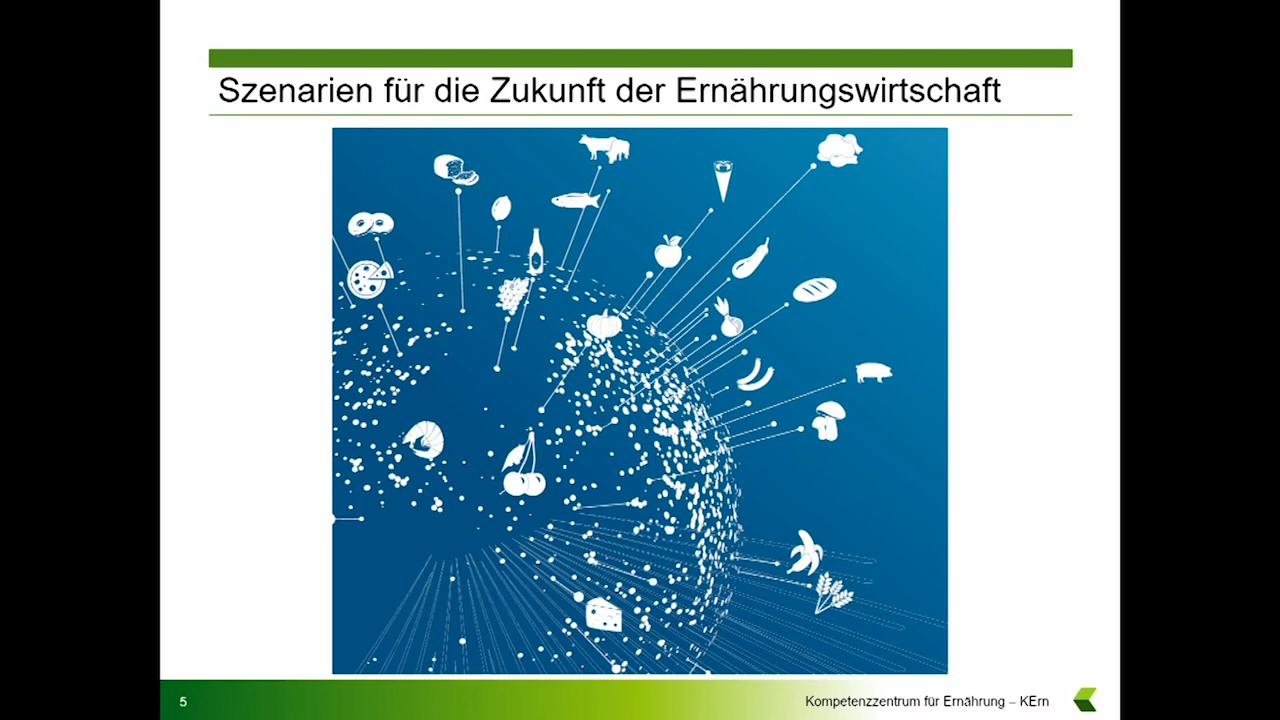 Szenarien für die Zukunft der Ernährungswirtschaft
5
Kompetenzzentrum für Ernährung – KErn